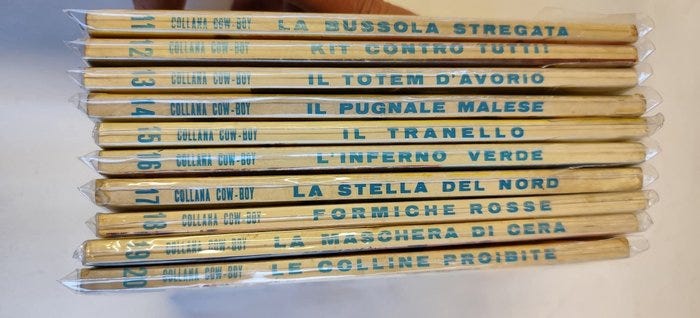 11 COLLANA COW-BOY LA BUSSOLA STREGATA
12 COLLANA COW-BOY KIT CONTRO TUTTI!
13 COLLANA COW-BOY IL TOTEM D'AVORIO
14 COLLANA COW-BOY IL PUGNALE MALESE
15 COLLANA COW-BOY IL TRANELLO
16 COLLANA COW-BOY L'INFERNO VERDE
17 COLLANA COW-BOY LA STELLA DEL NORD
18 COLLANA COW-BOY FORMICHE ROSSE
19 COLLANA COW-BOY LA MASCHERA DI CERA
20 COLLANA COW-BOY LE COLLINE PROIBITE